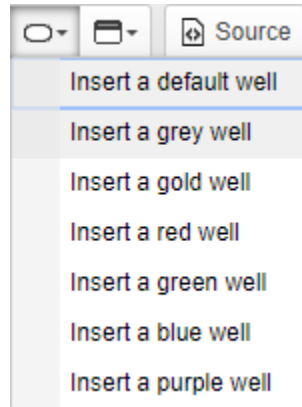 Source
Insert a default well
Insert a grey well
Insert a gold well
Insert a red well
Insert a green well
Insert a blue well
Insert a purple well